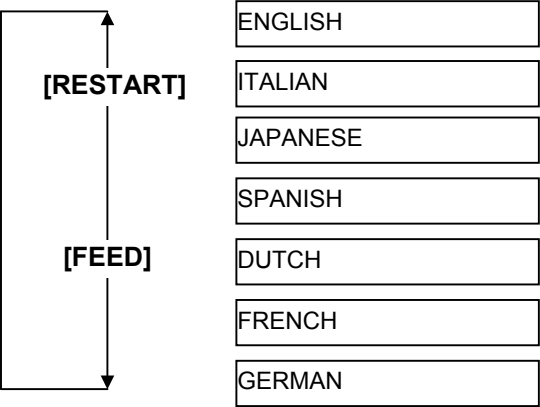 ENGLISH
[RESTART]
ITALIAN
JAPANESE
SPANISH
[FEED]
DUTCH
FRENCH
GERMAN